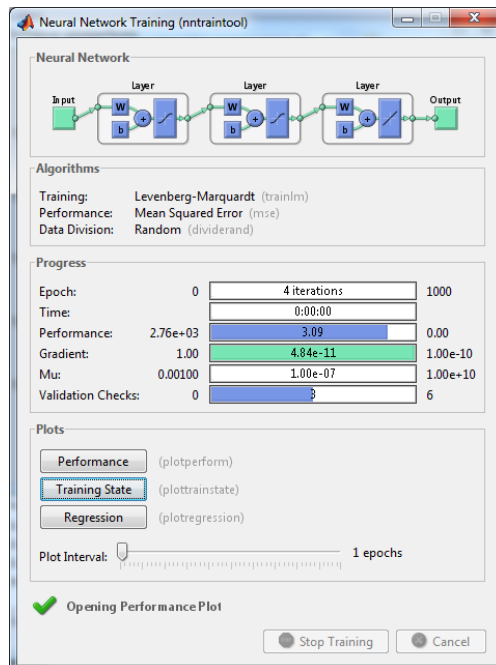 Neural Network Training (nntraintool)
Neural Network
Layer Layer Layer
Input Output
W W W
b b b
+ + +
Algorithms
Training: Levenberg-Marquardt (trainlm)
Performance: Mean Squared Error (mse)
Data Division: Random (dividerand)
Progress
Epoch: 0 4 iterations 1000
Time: 0:00:00
Performance: 2.76e+03 3.09 0.00
Gradient: 1.00 4.84e-11 1.00e-10
Mu: 0.00100 1.00e-07 1.00e+10
Validation Checks: 0 3 6
Plots
Performance (plotperform)
Training State (plottrainstate)
Regression (plotregression)
Plot Interval: 1 epochs
Opening Performance Plot
Stop Training Cancel